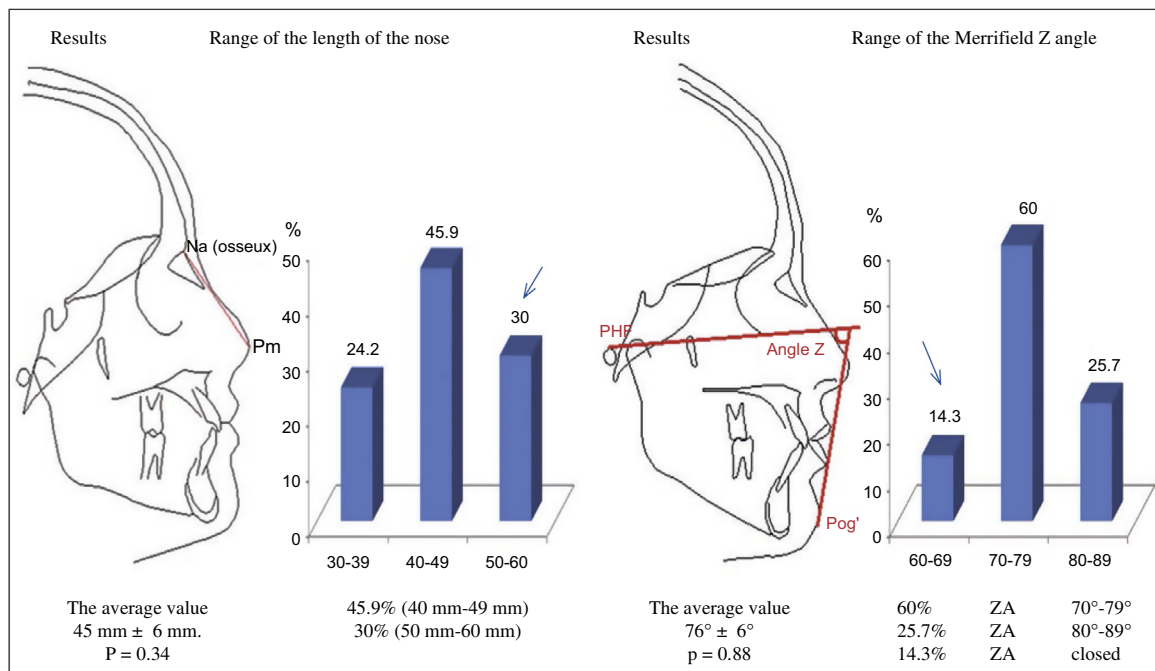 Results
Range of the length of the nose
Na (osseux)
Pm
%
50
40
30
20
10
0
24.2
45.9
30
30-39
40-49
50-60
The average value
45 mm ± 6 mm.
P = 0.34
45.9% (40 mm-49 mm)
30% (50 mm-60 mm)
Results
Range of the Merrifield Z angle
PHF
Angle Z
Pog'
%
60
50
40
30
20
10
0
14.3
60
25.7
60-69
70-79
80-89
The average value
76° ± 6°
p = 0.88
60% ZA 70°-79°
25.7% ZA 80°-89°
14.3% ZA closed